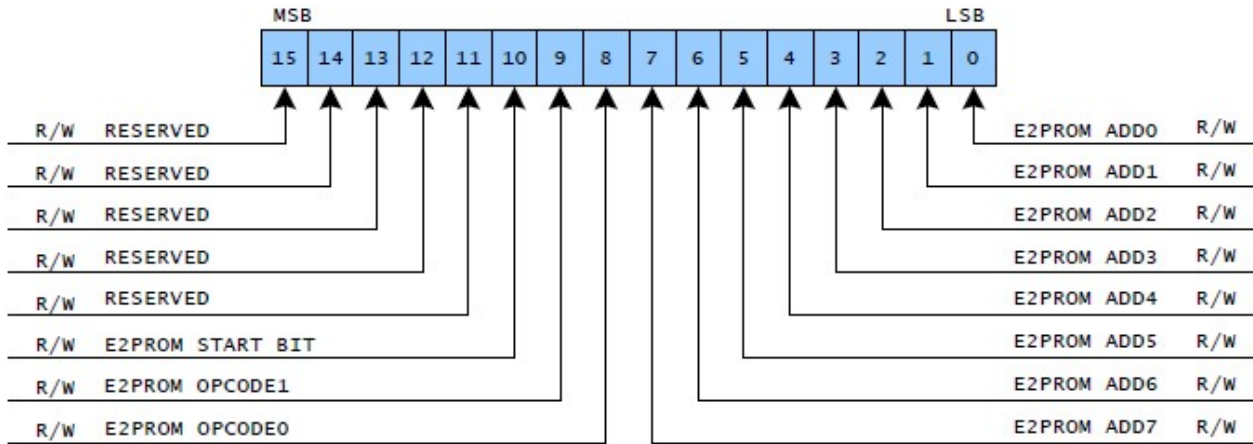 MSB LSB
15 14 13 12 11 10 9 8 7 6 5 4 3 2 1 0
R/W RESERVED E2PROM ADD0 R/W
R/W RESERVED E2PROM ADD1 R/W
R/W RESERVED E2PROM ADD2 R/W
R/W RESERVED E2PROM ADD3 R/W
R/W RESERVED E2PROM ADD4 R/W
R/W E2PROM START BIT E2PROM ADD5 R/W
R/W E2PROM OPCODE1 E2PROM ADD6 R/W
R/W E2PROM OPCODE0 E2PROM ADD7 R/W